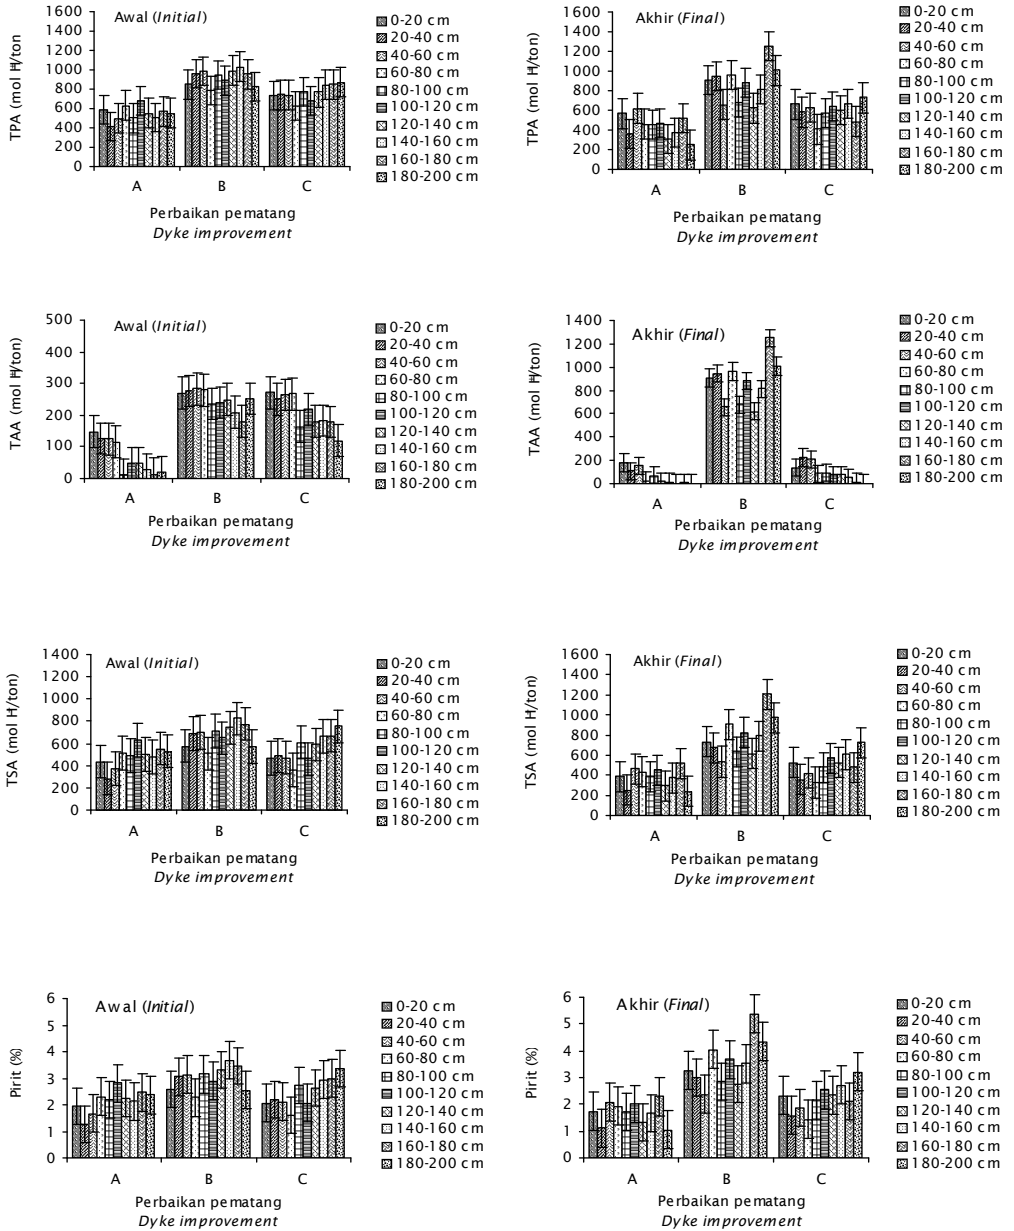 Awal (Initial)
TPA (mol H/ton)
1600
1400
1200
1000
800
600
400
200
0
A
B
C
Perbaikan pematang
Dyke improvement
0-20 cm
20-40 cm
40-60 cm
60-80 cm
80-100 cm
100-120 cm
120-140 cm
140-160 cm
160-180 cm
180-200 cm
Akhir (Final)
TPA (mol H/ton)
1600
1400
1200
1000
800
600
400
200
0
A
B
C
Perbaikan pematang
Dyke improvement
0-20 cm
20-40 cm
40-60 cm
60-80 cm
80-100 cm
100-120 cm
120-140 cm
140-160 cm
160-180 cm
180-200 cm
Awal (Initial)
TAA (mol H/ton)
500
400
300
200
100
0
A
B
C
Perbaikan pematang
Dyke improvement
0-20 cm
20-40 cm
40-60 cm
60-80 cm
80-100 cm
100-120 cm
120-140 cm
140-160 cm
160-180 cm
180-200 cm
Akhir (Final)
TAA (mol H/ton)
1400
1200
1000
800
600
400
200
0
A
B
C
Perbaikan pematang
Dyke improvement
0-20 cm
20-40 cm
40-60 cm
60-80 cm
80-100 cm
100-120 cm
120-140 cm
140-160 cm
160-180 cm
180-200 cm
Awal (Initial)
TSA (mol H/ton)
1400
1200
1000
800
600
400
200
0
A
B
C
Perbaikan pematang
Dyke improvement
0-20 cm
20-40 cm
40-60 cm
60-80 cm
80-100 cm
100-120 cm
120-140 cm
140-160 cm
160-180 cm
180-200 cm
Akhir (Final)
TSA (mol H/ton)
1600
1400
1200
1000
800
600
400
200
0
A
B
C
Perbaikan pematang
Dyke improvement
0-20 cm
20-40 cm
40-60 cm
60-80 cm
80-100 cm
100-120 cm
120-140 cm
140-160 cm
160-180 cm
180-200 cm
Awal (Initial)
Pirit (%)
6
5
4
3
2
1
0
A
B
C
Perbaikan pematang
Dyke improvement
0-20 cm
20-40 cm
40-60 cm
60-80 cm
80-100 cm
100-120 cm
120-140 cm
140-160 cm
160-180 cm
180-200 cm
Akhir (Final)
Pirit (%)
6
5
4
3
2
1
0
A
B
C
Perbaikan pematang
Dyke improvement
0-20 cm
20-40 cm
40-60 cm
60-80 cm
80-100 cm
100-120 cm
120-140 cm
140-160 cm
160-180 cm
180-200 cm